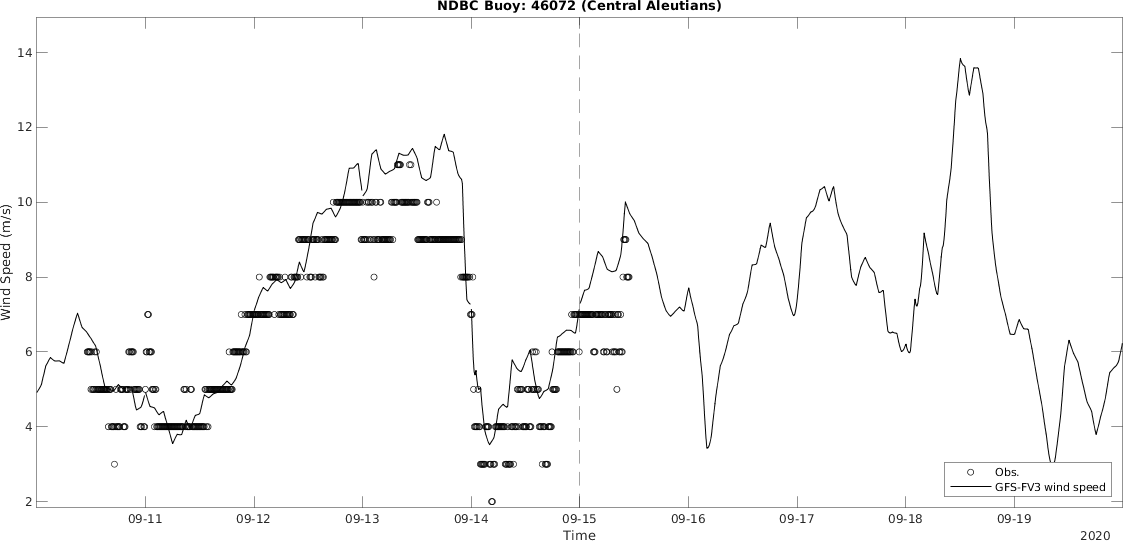 NDBC Buoy: 46072 (Central Aleutians)
14
12
10
8
6
4
2
Wind Speed (m/s)
09-11 09-12 09-13 09-14 09-15 09-16 09-17 09-18 09-19
Time
2020
Obs.
GFS-FV3 wind speed